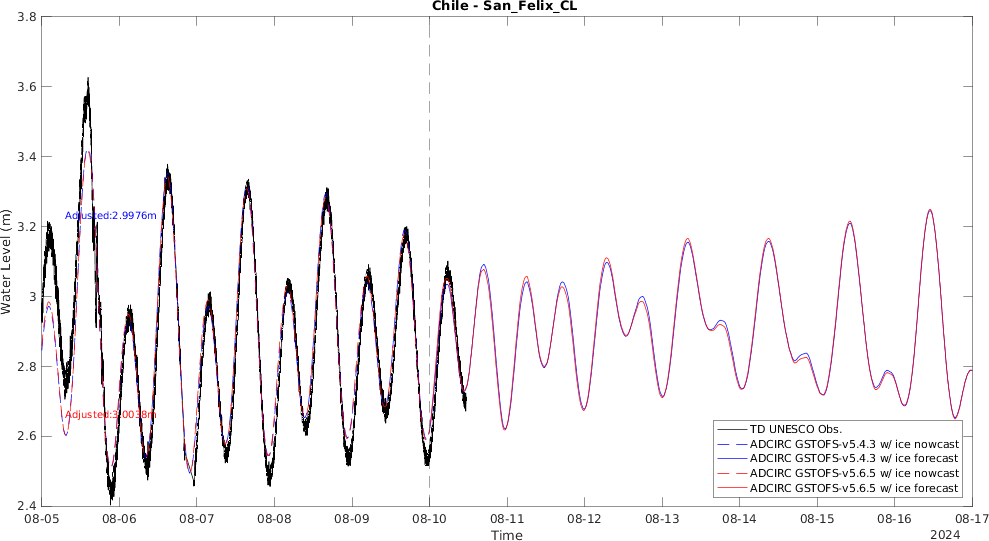 Chile - San_Felix_CL
3.8
3.6
3.4
3.2
3
2.8
2.6
2.4
Water Level (m)
Adjusted:2.9976m
Adjusted:3.0038m
TD UNESCO Obs.
ADCIRC GSTOFS-v5.4.3 w/ ice nowcast
ADCIRC GSTOFS-v5.4.3 w/ ice forecast
ADCIRC GSTOFS-v5.6.5 w/ ice nowcast
ADCIRC GSTOFS-v5.6.5 w/ ice forecast
08-05 08-06 08-07 08-08 08-09 08-10 08-11 08-12 08-13 08-14 08-15 08-16 08-17
Time
2024